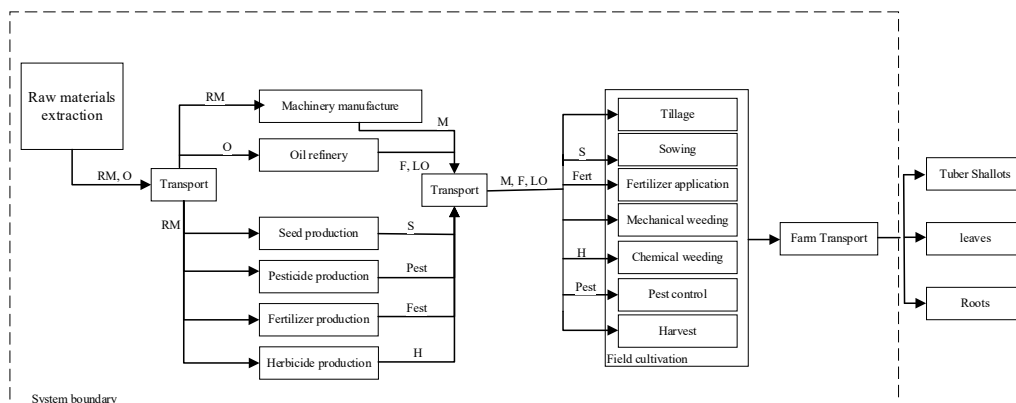 Raw materials
extraction
RM, O
Transport
RM
Machinery manufacture
M
O
Oil refinery
F, LO
Transport
RM
Seed production
S
Pesticide production
Pest
Fertilizer production
Fest
Herbicide production
H
M, F, LO
Tillage
S
Sowing
Fert
Fertilizer application
Mechanical weeding
H
Chemical weeding
Pest
Pest control
Harvest
Field cultivation
Farm Transport
Tuber Shallots
leaves
Roots
System boundary